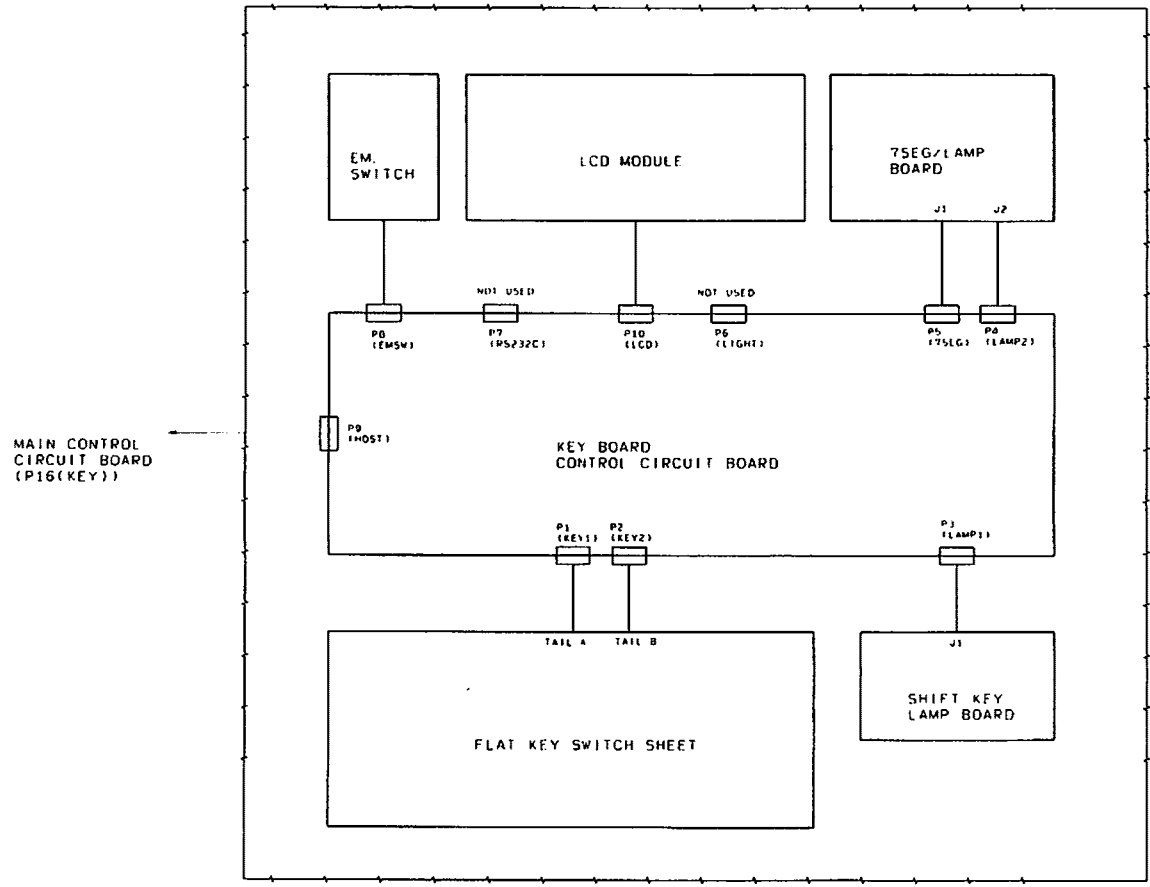 EM.
SWITCH
LCD MODULE
7SEG/LAMP
BOARD
J1
J2
NOT USED
NOT USED
P8
(EMSW)
P7
(RS232C)
P10
(LCD)
P6
(LIGHT)
P5
(7SEG)
P4
(LAMP2)
P9
(HOST)
MAIN CONTROL
CIRCUIT BOARD
(P16(KEY))
KEY BOARD
CONTROL CIRCUIT BOARD
P1
(KEY1)
P2
(KEY2)
P3
(LAMP1)
TAIL A
TAIL B
J1
SHIFT KEY
LAMP BOARD
FLAT KEY SWITCH SHEET